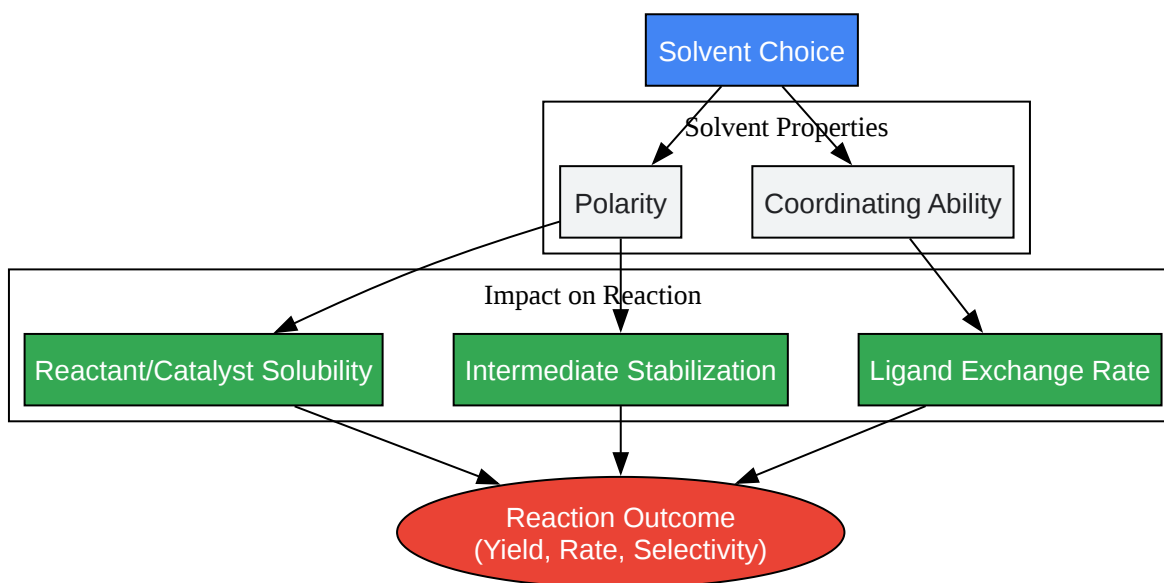 Solvent Choice
Solvent Properties
Polarity
Coordinating Ability
Impact on Reaction
Reactant/Catalyst Solubility
Intermediate Stabilization
Ligand Exchange Rate
Reaction Outcome
(Yield, Rate, Selectivity)